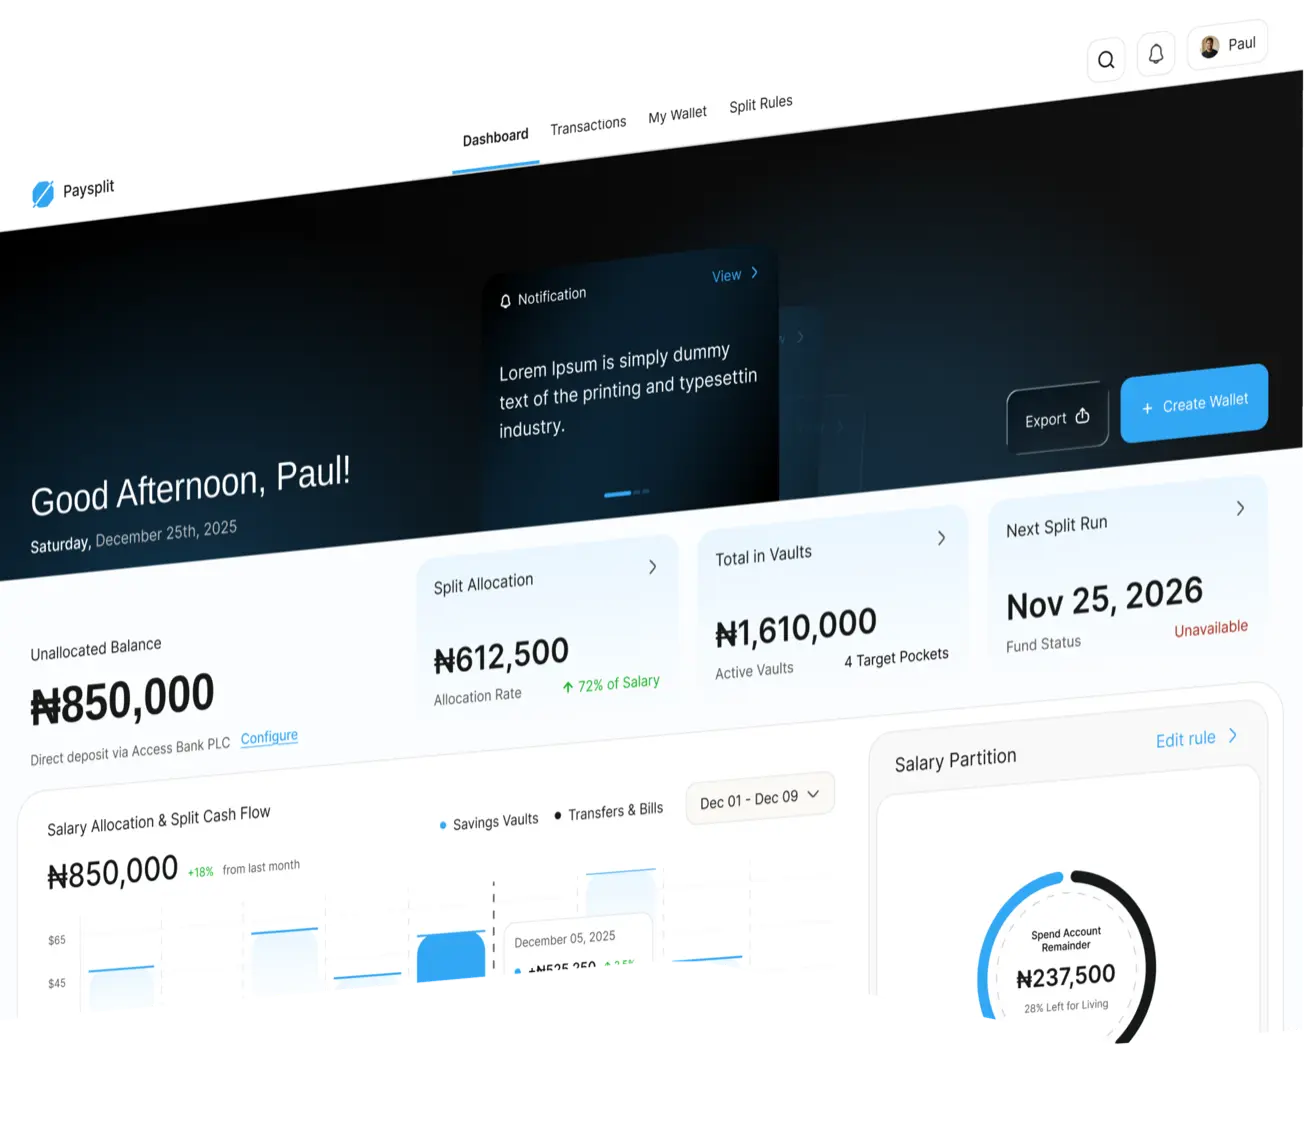 Paul
Dashboard
Transactions
My Wallet
Split Rules
Paysplit
Notification
View
Lorem Ipsum is simply dummy
text of the printing and typesettin
industry.
Export
+ Create Wallet
Good Afternoon, Paul!
Saturday, December 25th, 2025
Unallocated Balance
₦850,000
Direct deposit via Access Bank PLC Configure
Split Allocation
₦612,500
Allocation Rate
72% of Salary
Total in Vaults
₦1,610,000
Active Vaults
4 Target Pockets
Next Split Run
Nov 25, 2026
Fund Status
Unavailable
Salary Allocation & Split Cash Flow
₦850,000 +18% from last month
Savings Vaults
Transfers & Bills
Dec 01 - Dec 09
$65
$45
December 05, 2025
Salary Partition
Edit rule
Spend Account
Remainder
₦237,500
28% Left for Living